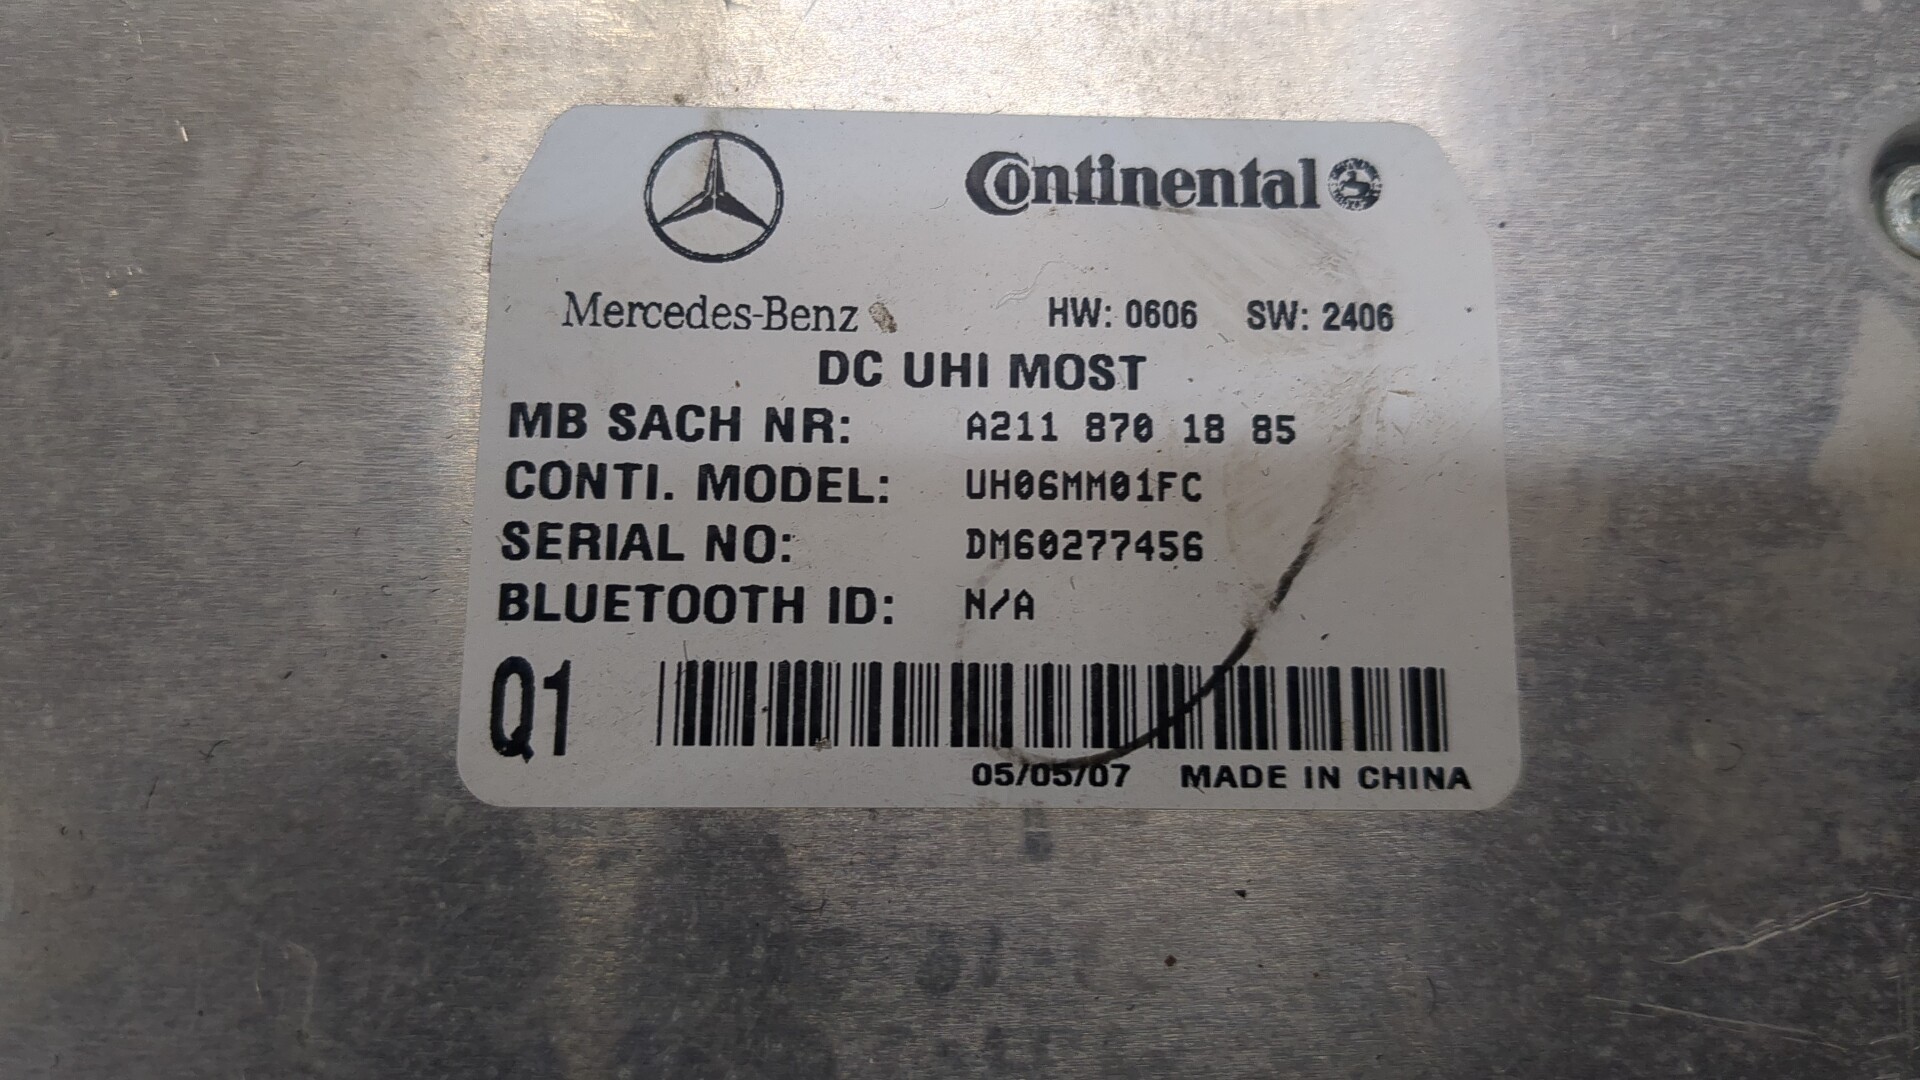 Continental
Mercedes-Benz HW: 0606 SW: 2406
DC UHI MOST
MB SACH NR: A211 870 18 85
CONTI. MODEL: UH06MM01FC
SERIAL NO: DM60277456
BLUETOOTH ID: N/A
Q1
05/05/07 MADE IN CHINA